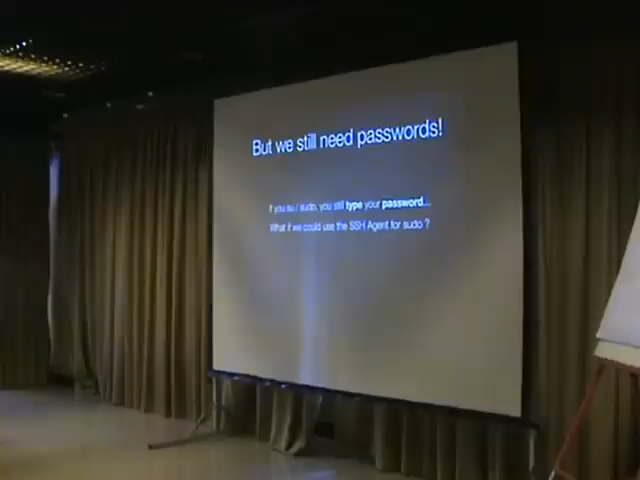 But we still need passwords!
If you su / sudo, you still type your password...
What if we could use the SSH Agent for sudo ?